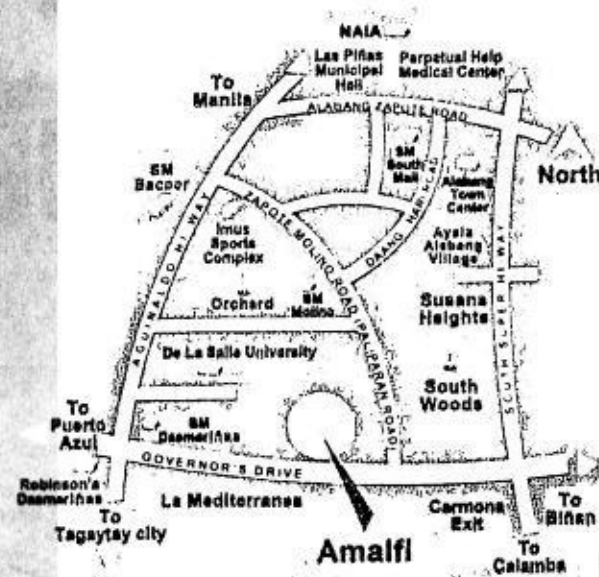 NAIA
Las Piñas
Municipal
Hall
Perpetual Help
Medical Center
To
Manila
ALABANG ZAPOTE ROAD
SM
South
Mall
North
SM
Bacoor
Alabang
Town
Center
ZAPOTE MOLINO ROAD (PALIPARAN ROAD)
DAANG HARI ROAD
AGUINALDO HI WAY
Imus
Sports
Complex
Ayala
Alabang
Village
Orchard
SM
Molino
Susana
Heights
SOUTH SUPER HI WAY
De La Salle University
South
Woods
To
Puerto
Azul
SM
Dasmariñas
GOVERNOR'S DRIVE
Robinson's
Dasmariñas
La Mediterranea
Carmona
Exit
To
Biñan
To
Tagaytay city
Amalfi
To
Calamba